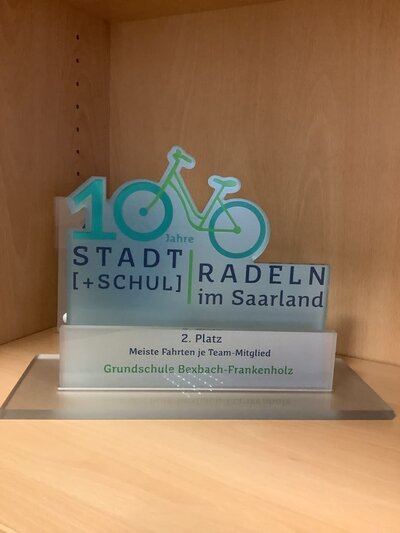 10
Jahre
STADT RADELN
[+SCHUL] im Saarland
2. Platz
Meiste Fahrten je Team-Mitglied
Grundschule Bexbach-Frankenholz